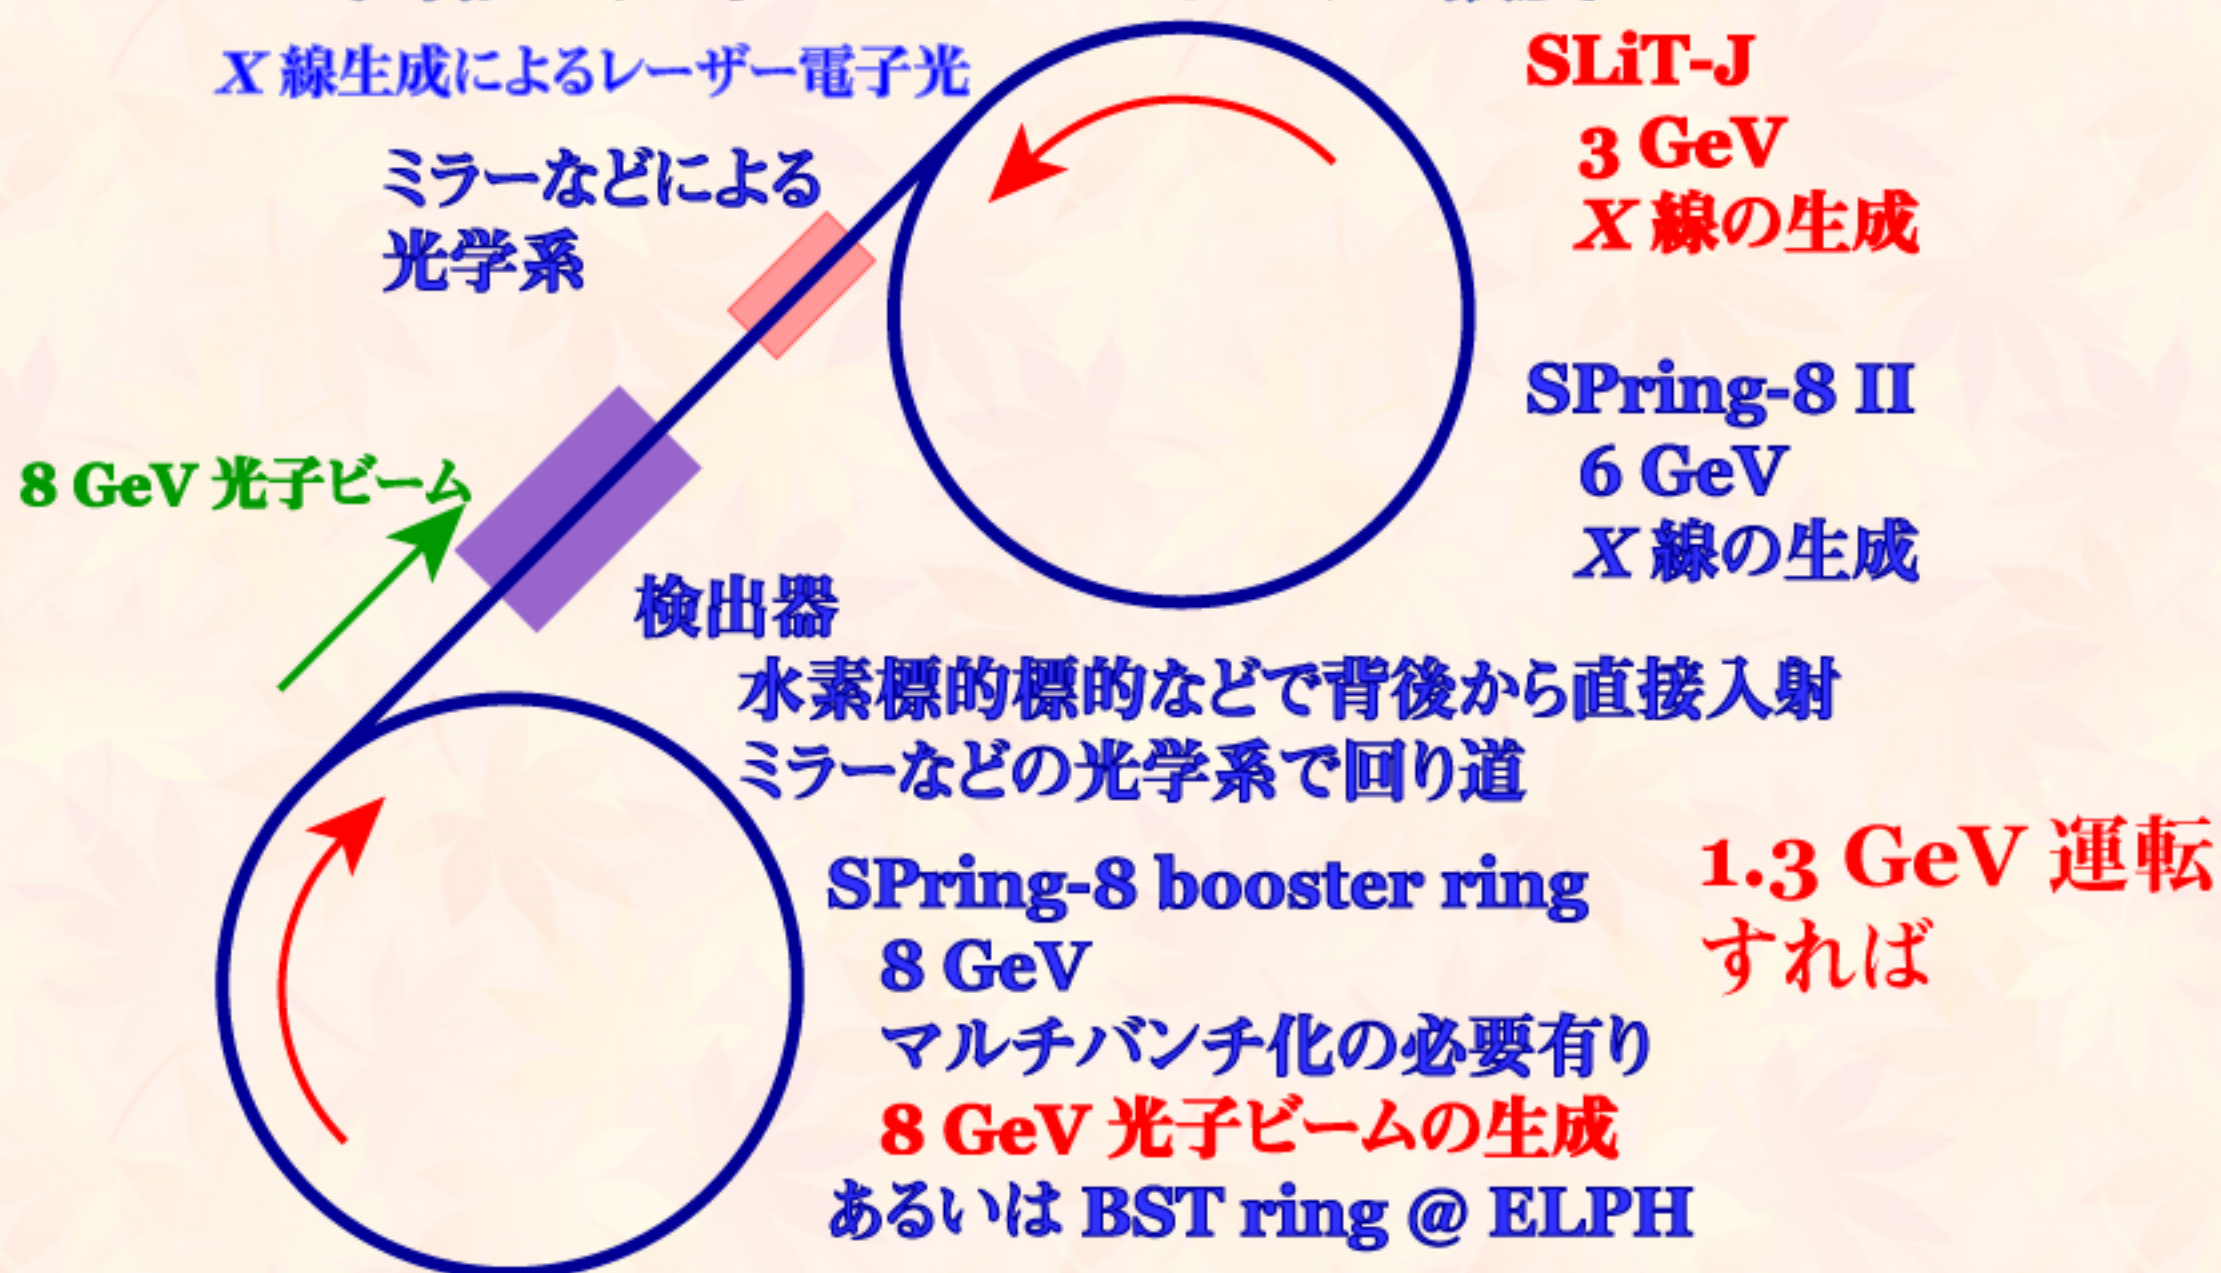 X 線生成によるレーザー電子光
ミラーなどによる
光学系
SLiT-J
3 GeV
X 線の生成
SPring-8 II
6 GeV
X 線の生成
8 GeV 光子ビーム
検出器
水素標的標的などで背後から直接入射
ミラーなどの光学系で回り道
SPring-8 booster ring
8 GeV
マルチバンチ化の必要有り
8 GeV 光子ビームの生成
あるいは BST ring @ ELPH
1.3 GeV 運転
すれば